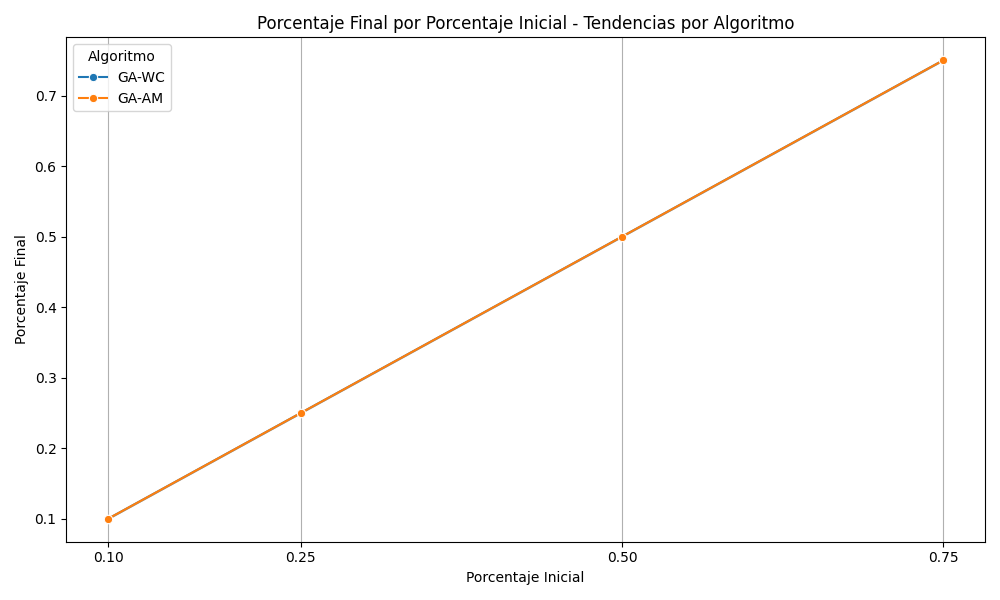 Porcentaje Final por Porcentaje Inicial - Tendencias por Algoritmo
Algoritmo
GA-WC
GA-AM
Porcentaje Final
0.7
0.6
0.5
0.4
0.3
0.2
0.1
0.10 0.25 0.50 0.75
Porcentaje Inicial